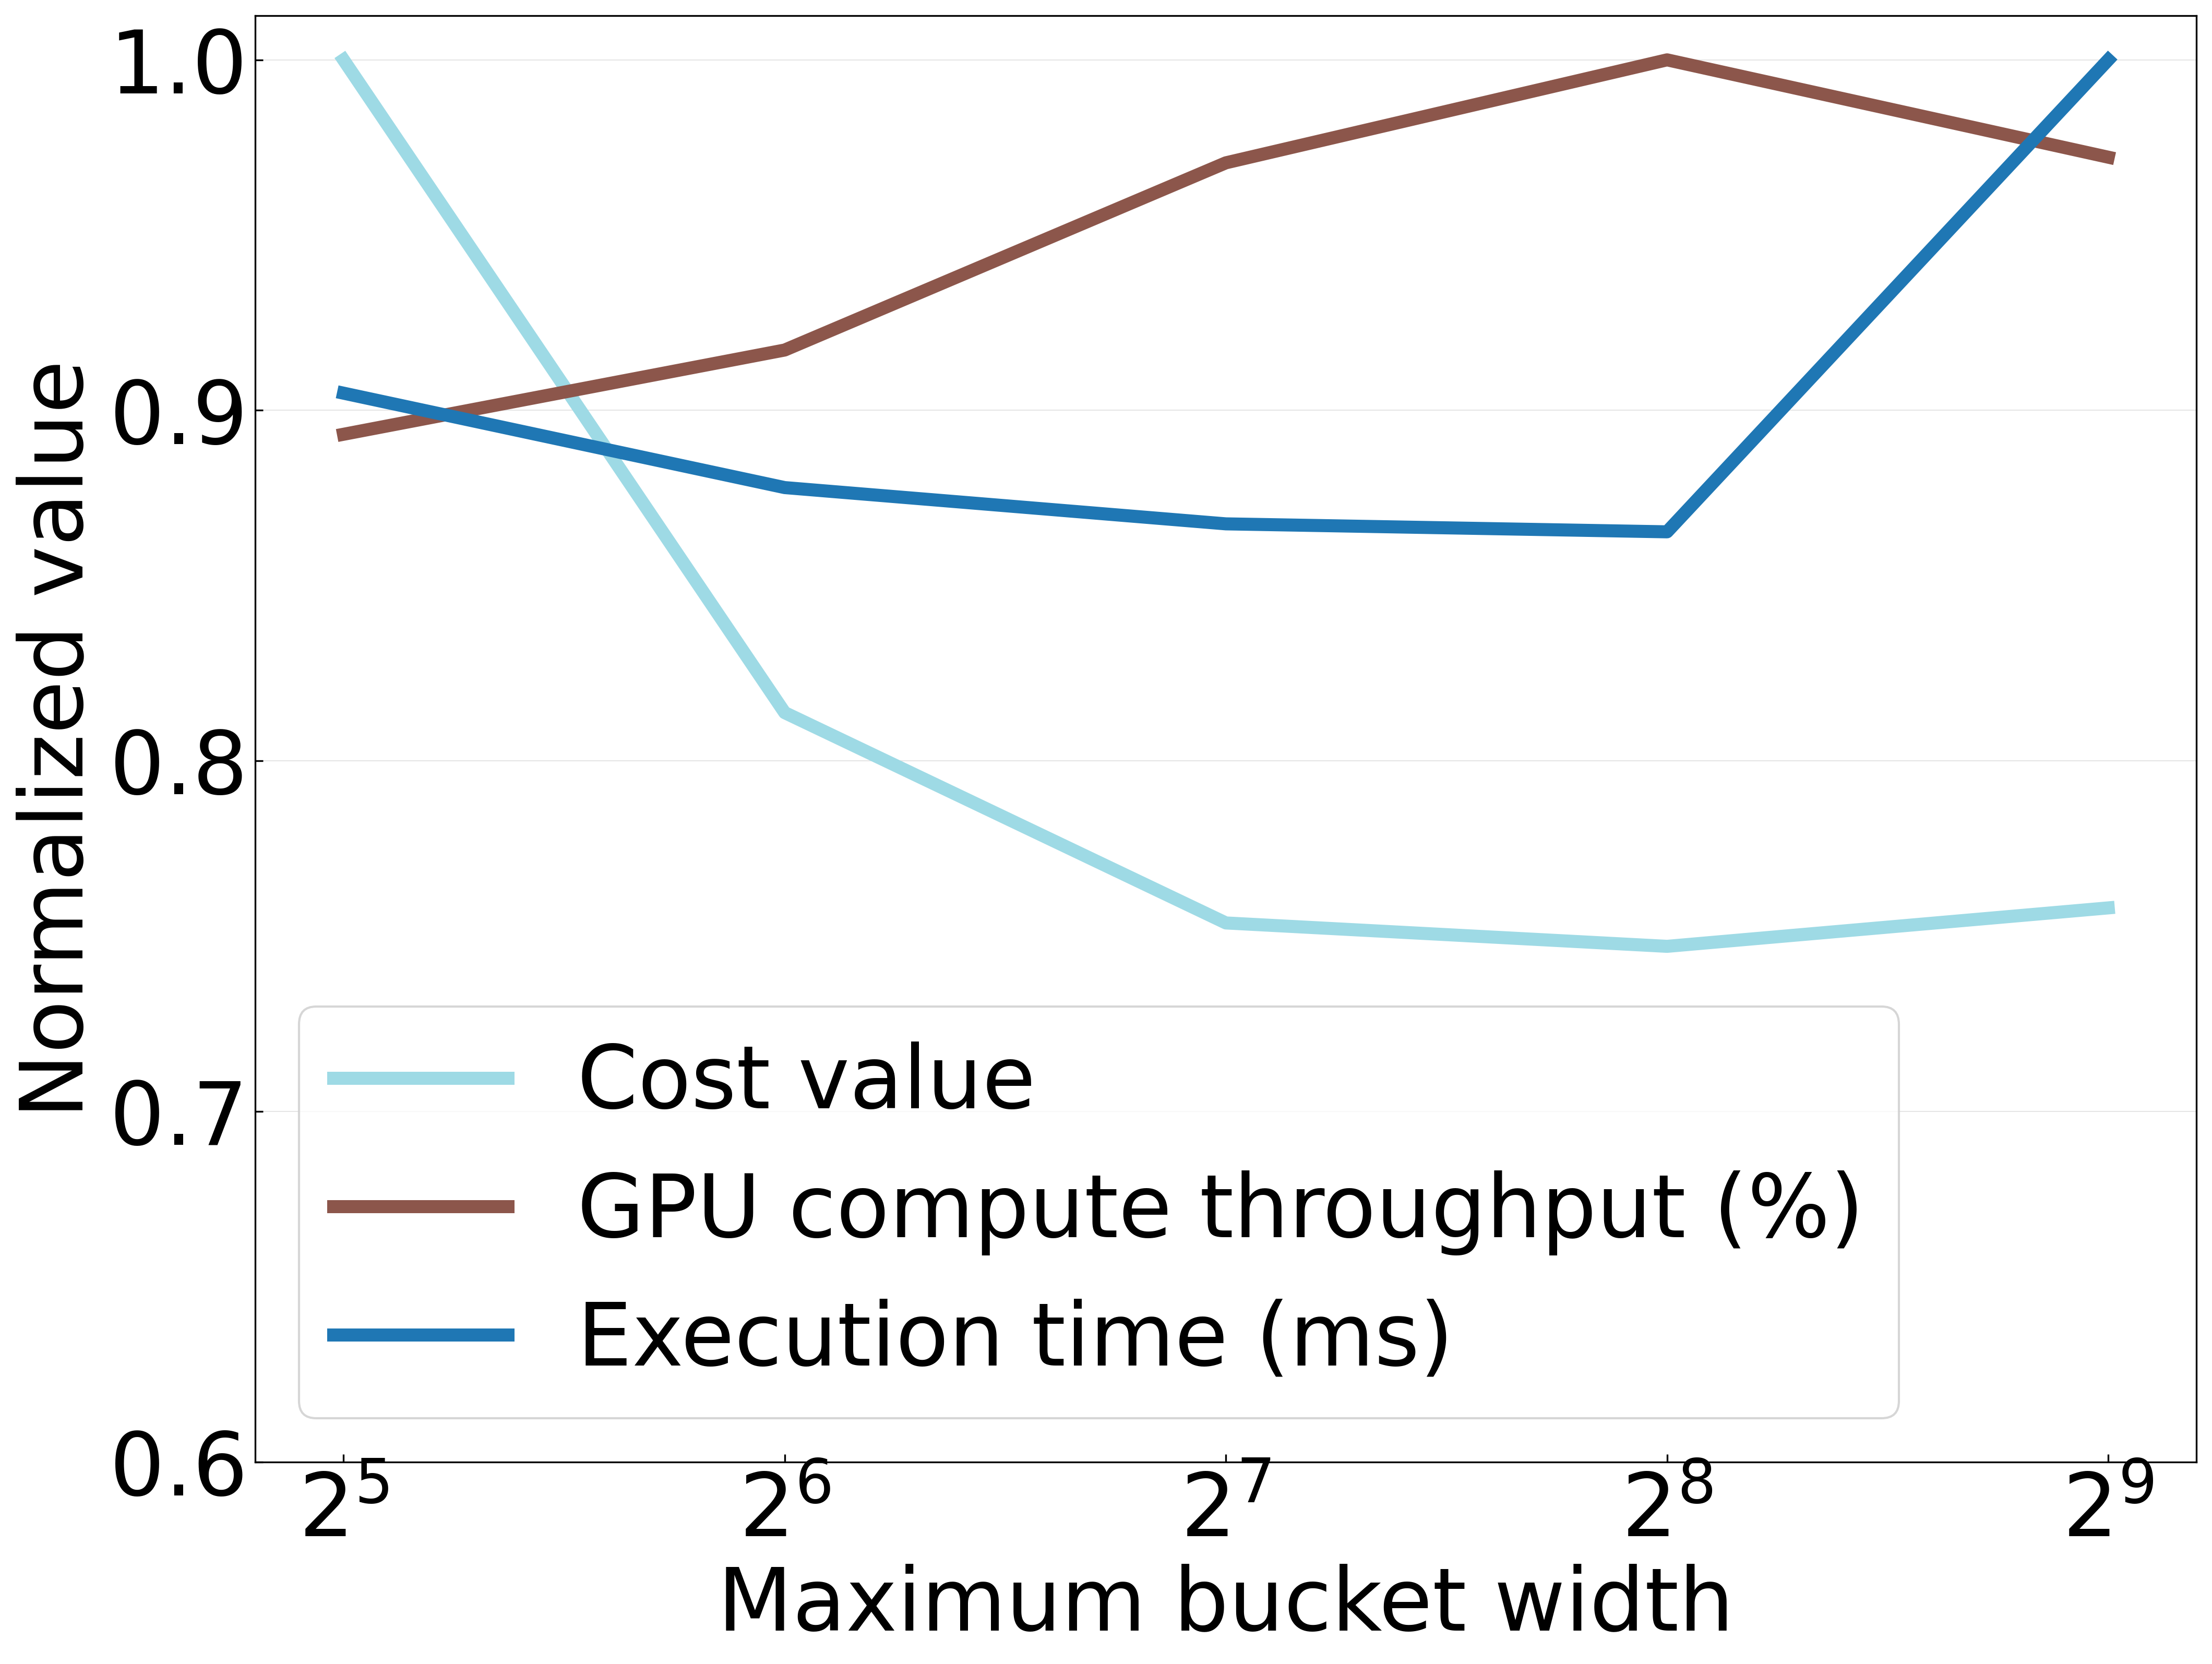 1.0
0.9
0.8
0.7
0.6
Normalized value
Cost value
GPU compute throughput (%)
Execution time (ms)
2⁵ 2⁶ 2⁷ 2⁸ 2⁹
Maximum bucket width